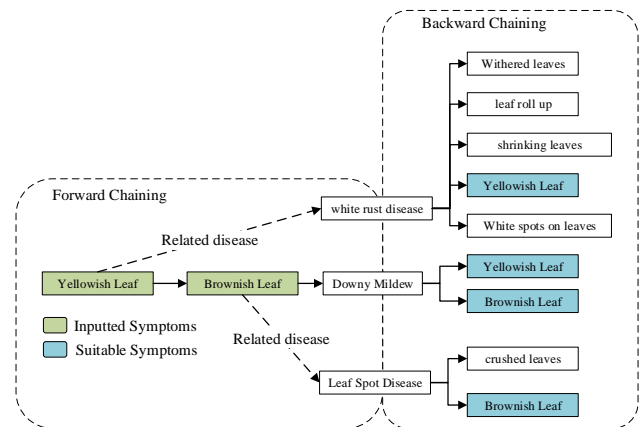 Backward Chaining
Withered leaves
leaf roll up
shrinking leaves
Forward Chaining
Yellowish Leaf
white rust disease
White spots on leaves
Related disease
Yellowish Leaf
Yellowish Leaf
Brownish Leaf
Downy Mildew
Brownish Leaf
Inputted Symptoms
Related disease
Suitable Symptoms
crushed leaves
Leaf Spot Disease
Brownish Leaf